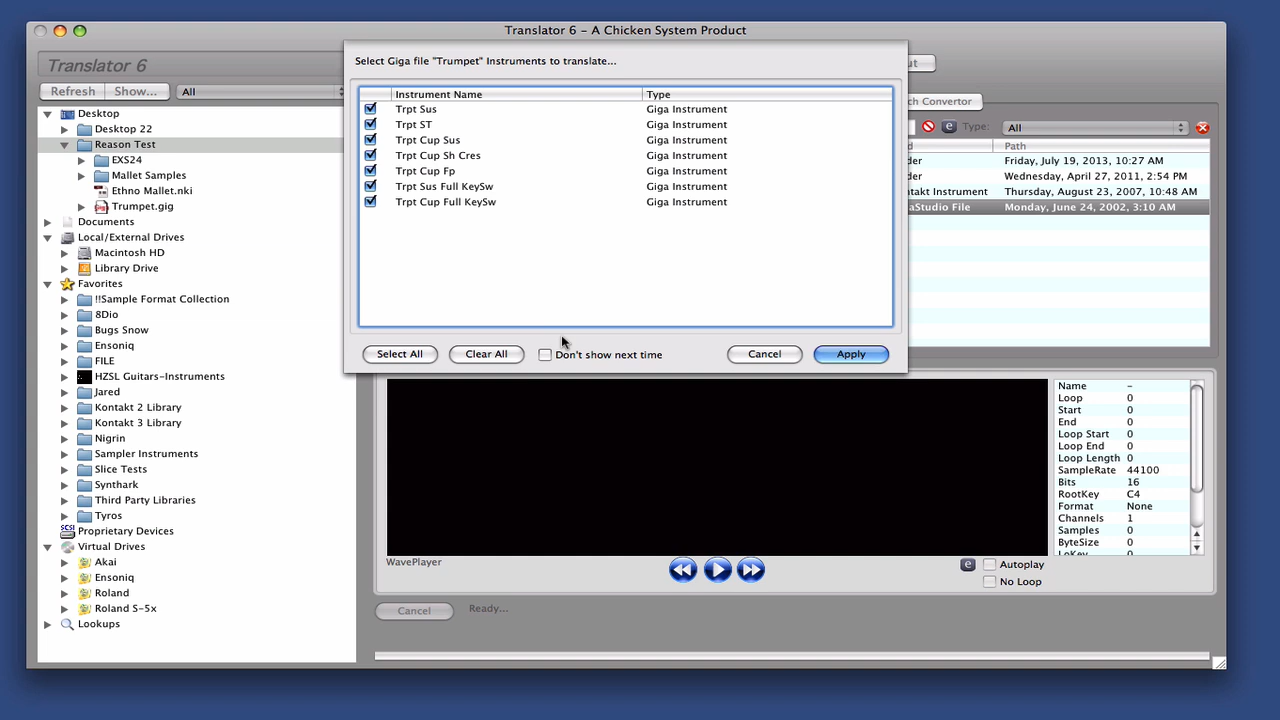 Translator 6 – A Chicken System Product
Translator 6
Refresh Show... All
Desktop
Desktop 22
Reason Test
EXS24
Mallet Samples
Ethno Mallet.nki
Trumpet.gig
Documents
Local/External Drives
Macintosh HD
Library Drive
Favorites
!!Sample Format Collection
8Dio
Bugs Snow
Ensoniq
FILE
HZSL Guitars-Instruments
Jared
Kontakt 2 Library
Kontakt 3 Library
Nigrin
Sampler Instruments
Slice Tests
Synthark
Third Party Libraries
Tyros
SCSI Proprietary Devices
Virtual Drives
Akai
Ensoniq
Roland
Roland S-5x
Lookups
Select Giga file "Trumpet" Instruments to translate...
Instrument Name Type
Trpt Sus Giga Instrument
Trpt ST Giga Instrument
Trpt Cup Sus Giga Instrument
Trpt Cup Sh Cres Giga Instrument
Trpt Cup Fp Giga Instrument
Trpt Sus Full KeySw Giga Instrument
Trpt Cup Full KeySw Giga Instrument
Select All Clear All Don't show next time Cancel Apply
ut
ch Convertor
e Type: All
d Path
der Friday, July 19, 2013, 10:27 AM
der Wednesday, April 27, 2011, 2:54 PM
ntakt Instrument Thursday, August 23, 2007, 10:48 AM
aStudio File Monday, June 24, 2002, 3:10 AM
Name –
Loop 0
Start 0
End 0
Loop Start 0
Loop End 0
Loop Length 0
SampleRate 44100
Bits 16
RootKey C4
Format None
Channels 1
Samples 0
ByteSize 0
LoKey 0
WavePlayer
e Autoplay
No Loop
Cancel Ready...